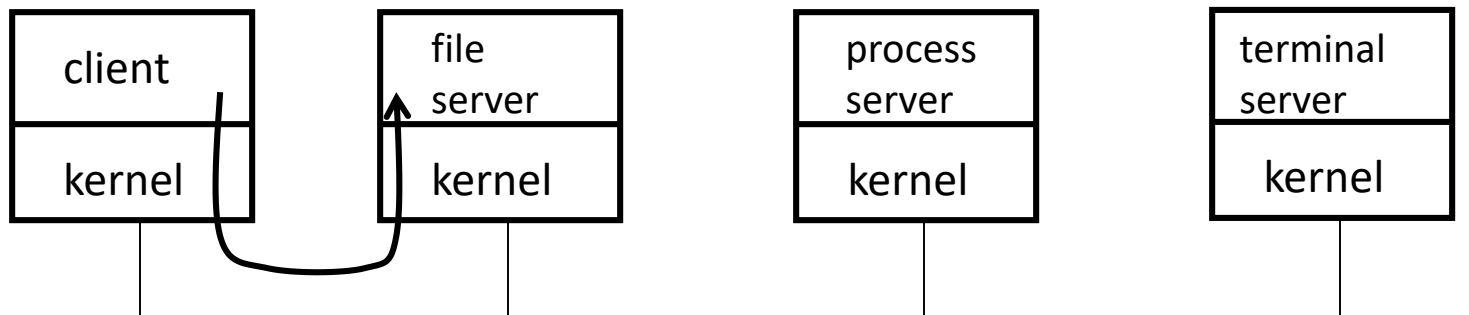 client
kernel
file
server
kernel
process
server
kernel
terminal
server
kernel